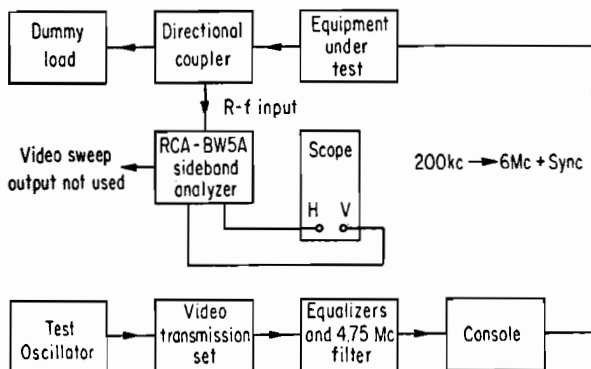 Dummy
load
Directional
coupler
Equipment
under
test
R-f input
Video sweep
output not used
RCA-BW5A
sideband
analyzer
Scope
H V
200kc → 6Mc + Sync
Test
Oscillator
Video
transmission
set
Equalizers
and 4.75 Mc
filter
Console